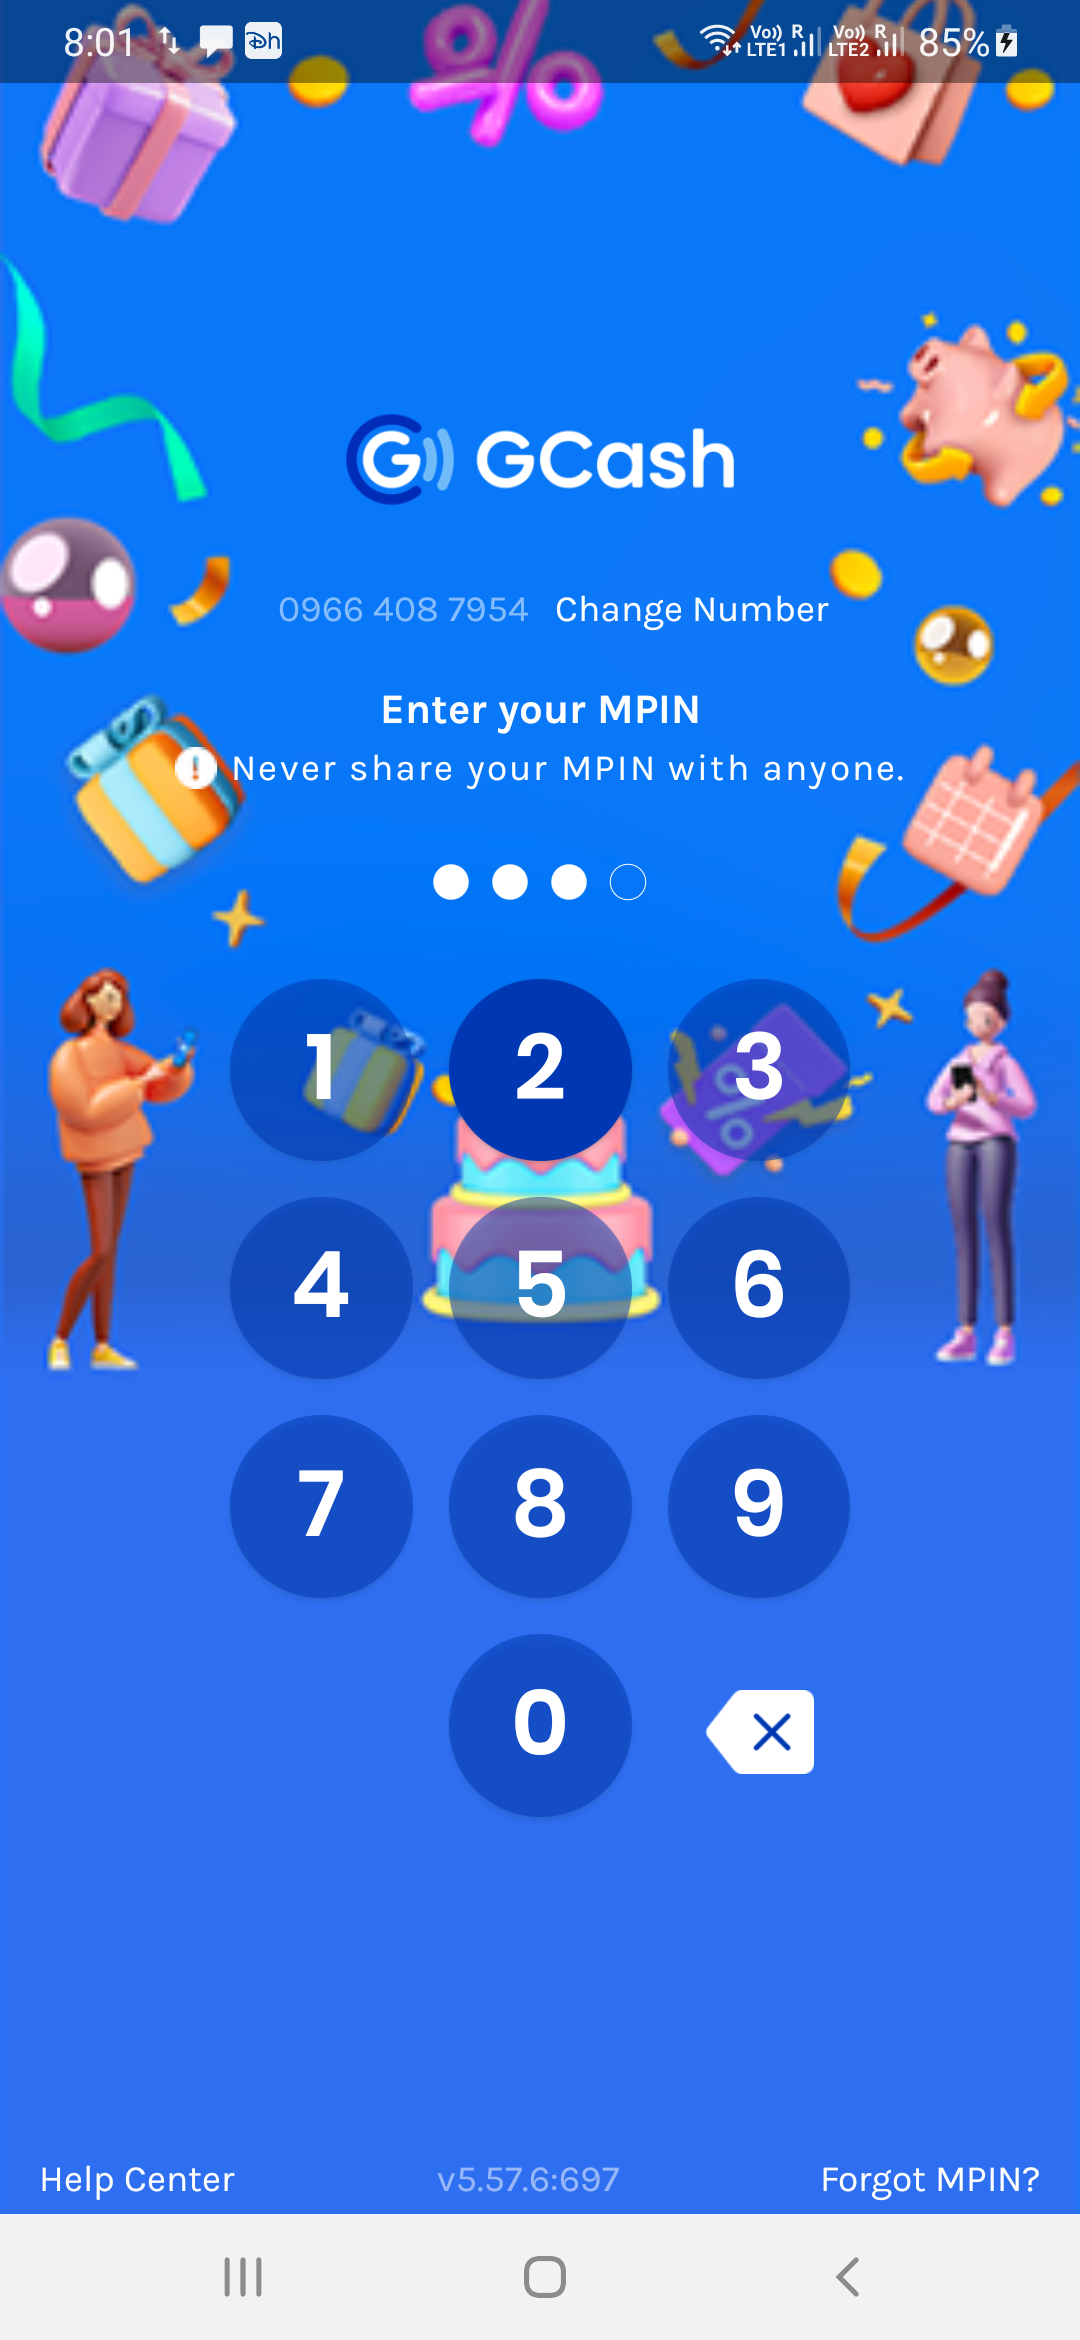 8:01 Dh Vo)) R LTE1 Vo)) R LTE2 85%
G GCash
0966 408 7954 Change Number
Enter your MPIN
! Never share your MPIN with anyone.
1 2 3
4 5 6
7 8 9
0
Help Center v5.57.6:697 Forgot MPIN?